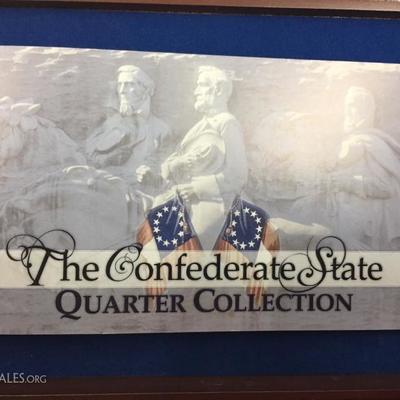 The Confederate State
QUARTER COLLECTION
ALES.ORG